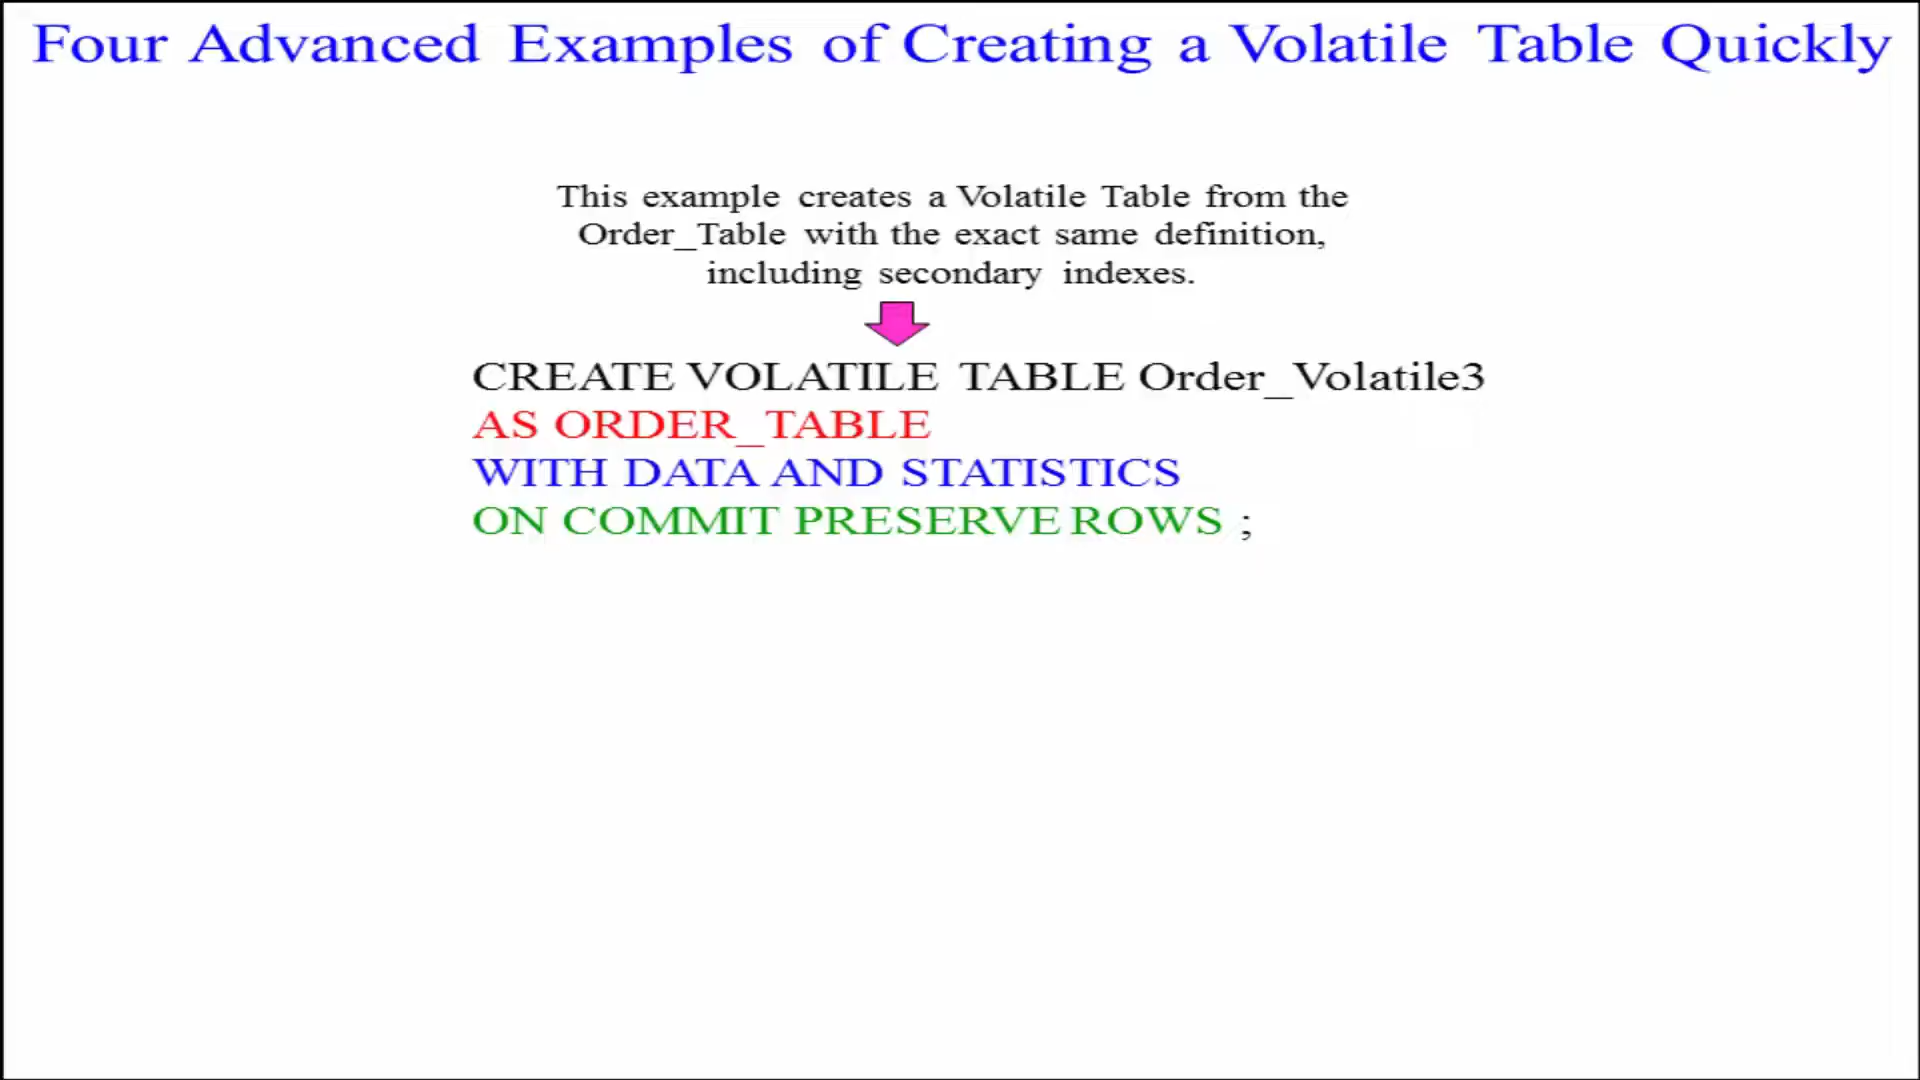 Four Advanced Examples of Creating a Volatile Table Quickly
This example creates a Volatile Table from the
Order_Table with the exact same definition,
including secondary indexes.
CREATE VOLATILE TABLE Order_Volatile3
AS ORDER_TABLE
WITH DATA AND STATISTICS
ON COMMIT PRESERVE ROWS ;